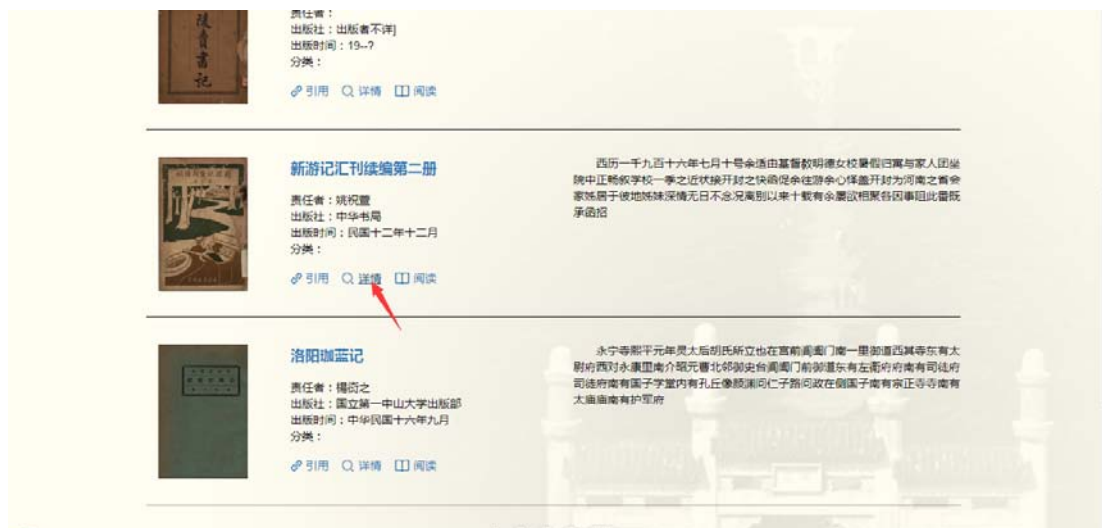 陵賣書記
责任者：
出版社：出版者不详]
出版时间：19--?
分类：
引用 详情 阅读
新游记汇刊续编第二册
责任者：姚祝萱
出版社：中华书局
出版时间：民国十二年十二月
分类：
引用 详情 阅读
西历一千九百十六年七月十号余适由基督教明德女校暑假归寓与家人团坐
院中正畅叙学校一季之近状接开封之快函促余往游余心怿盖开封为河南之省会
家姊居于彼地姊妹深情无日不念况离别以来十载有余屡欲相聚各因事阻此番既
承函招
洛阳珈蓝记
责任者：杨衒之
出版社：国立第一中山大学出版部
出版时间：中华民国十六年九月
分类：
引用 详情 阅读
永宁寺熙平元年灵太后胡氏所立也在宫前阊阖门南一里御道西其寺东有太
尉府西对永康里南介昭元曹北邻御史台阊阖门前御道东有左卫府府南有司徒府
司徒府南有国子学堂内有孔丘像颜渊问仁子路问政在侧国子南有宗正寺寺南有
太庙庙南有护军府